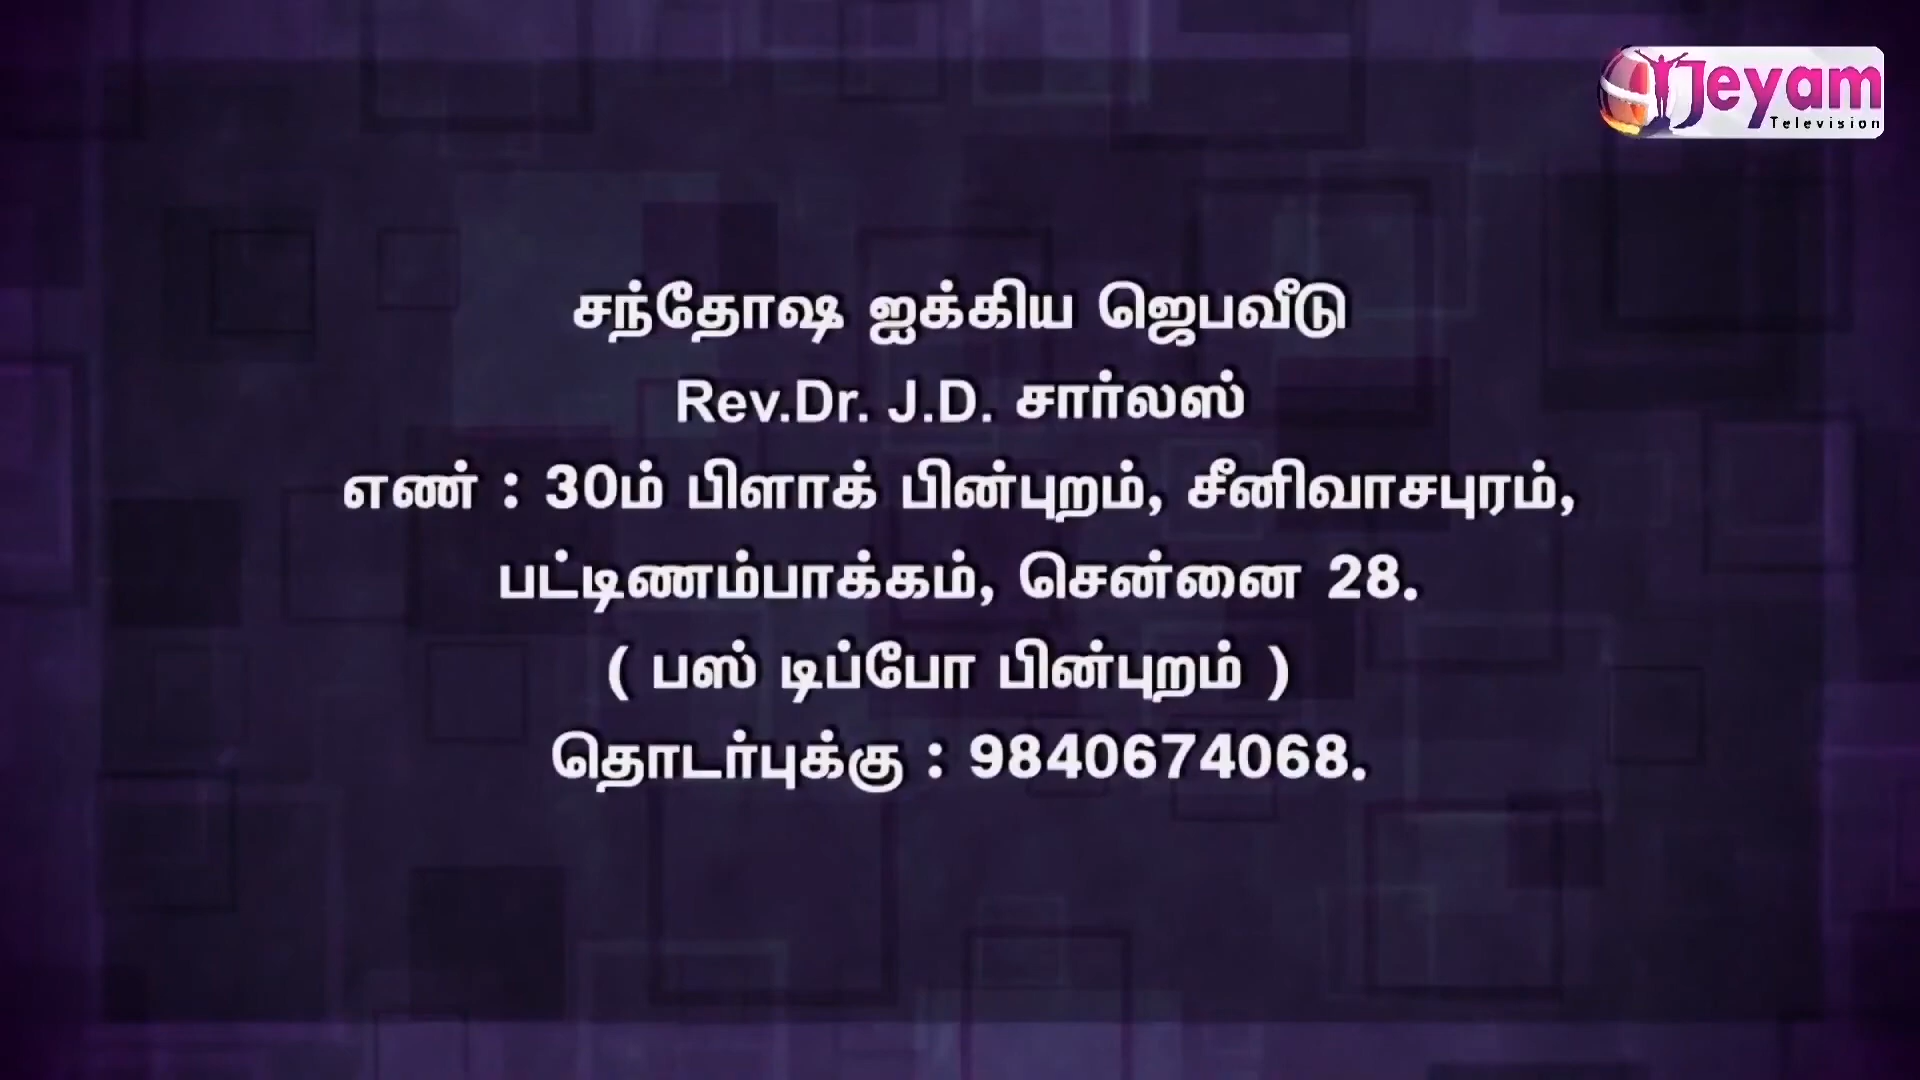 Jeyam
Television
சந்தோஷ ஐக்கிய ஜெபவீடு
Rev.Dr. J.D. சார்லஸ்
எண் : 30ம் பிளாக் பின்புறம், சீனிவாசபுரம்,
பட்டிணம்பாக்கம், சென்னை 28.
( பஸ் டிப்போ பின்புறம் )
தொடர்புக்கு : 9840674068.